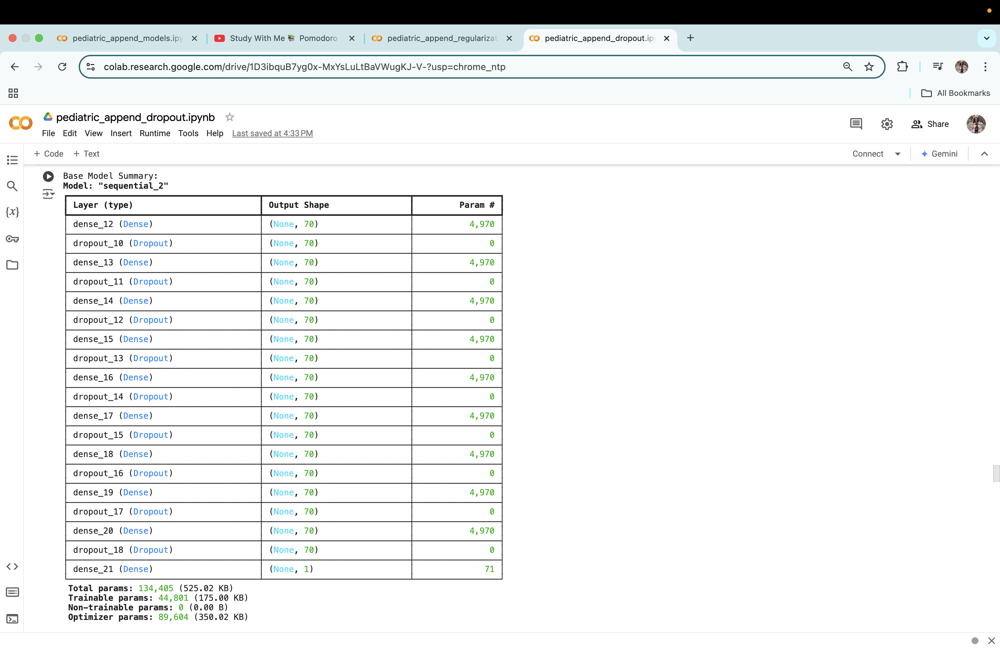 pediatric_append_models.ipy
Study With Me 📚 Pomodoro
pediatric_append_regularizat
pediatric_append_dropout.ip
colab.research.google.com/drive/1D3ibquB7yg0x-MxYsLuLtBaVWugKJ-V-?usp=chrome_ntp
All Bookmarks
pediatric_append_dropout.ipynb
File Edit View Insert Runtime Tools Help Last saved at 4:33 PM
Share
+ Code + Text
Connect
Gemini
{x}
Base Model Summary:
Model: "sequential_2"
Layer (type) Output Shape Param #
dense_12 (Dense) (None, 70) 4,970
dropout_10 (Dropout) (None, 70) 0
dense_13 (Dense) (None, 70) 4,970
dropout_11 (Dropout) (None, 70) 0
dense_14 (Dense) (None, 70) 4,970
dropout_12 (Dropout) (None, 70) 0
dense_15 (Dense) (None, 70) 4,970
dropout_13 (Dropout) (None, 70) 0
dense_16 (Dense) (None, 70) 4,970
dropout_14 (Dropout) (None, 70) 0
dense_17 (Dense) (None, 70) 4,970
dropout_15 (Dropout) (None, 70) 0
dense_18 (Dense) (None, 70) 4,970
dropout_16 (Dropout) (None, 70) 0
dense_19 (Dense) (None, 70) 4,970
dropout_17 (Dropout) (None, 70) 0
dense_20 (Dense) (None, 70) 4,970
dropout_18 (Dropout) (None, 70) 0
dense_21 (Dense) (None, 1) 71
Total params: 134,405 (525.02 KB)
Trainable params: 44,801 (175.00 KB)
Non-trainable params: 0 (0.00 B)
Optimizer params: 89,604 (350.02 KB)